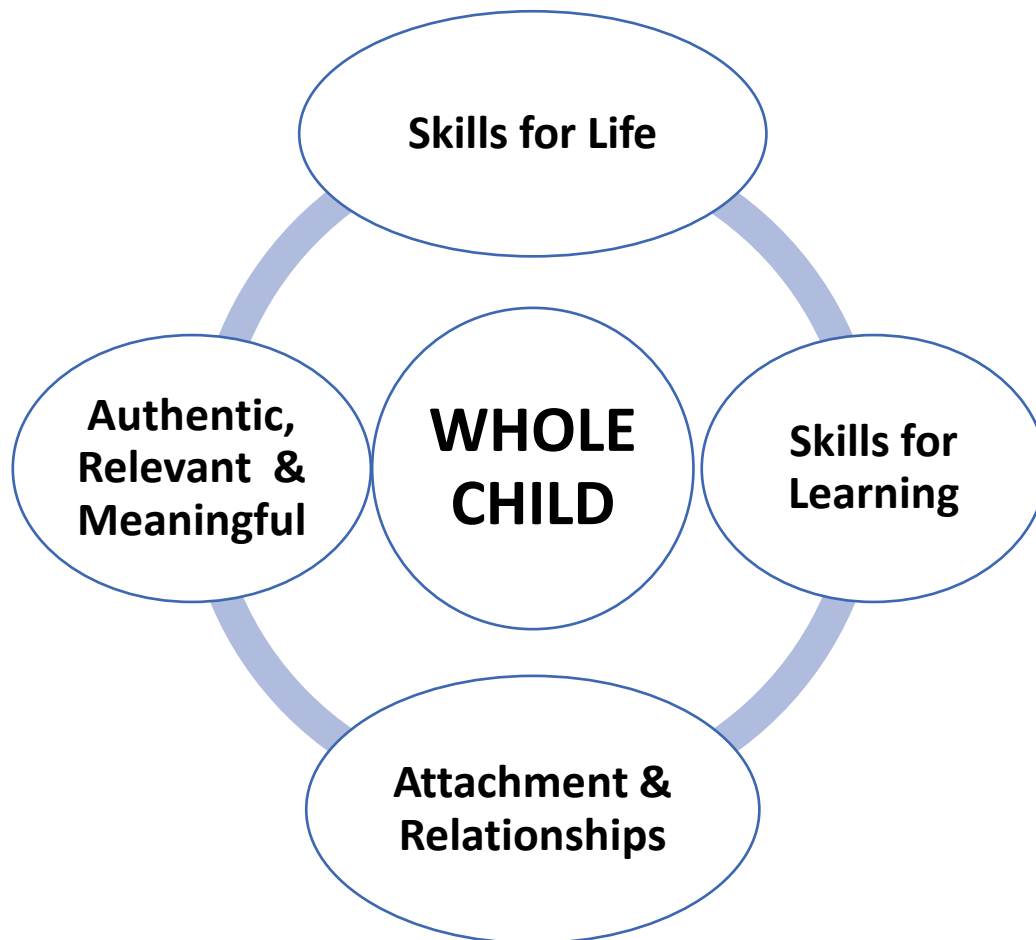 Skills for Life
Authentic,
Relevant & 
Meaningful
WHOLE
CHILD
Skills for
Learning
Attachment &
Relationships